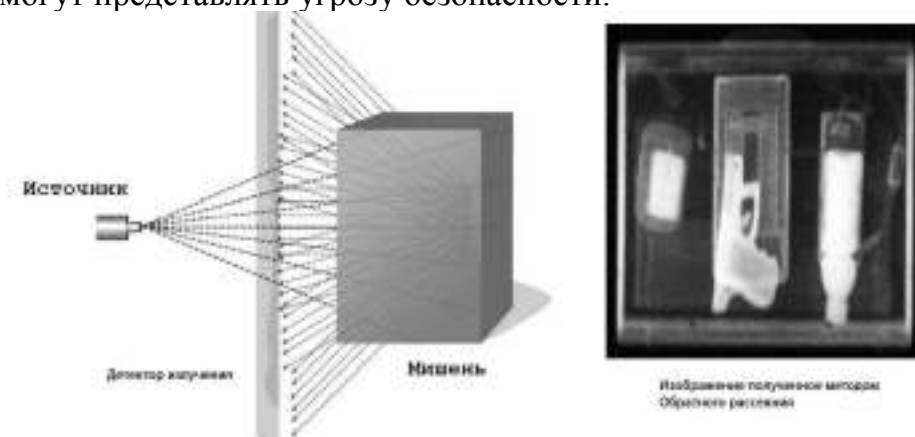 могут представлять угрозу безопасности.
Источник
Детектор излучения
Мишень
Изображение полученное методом
Обратного рассеяния